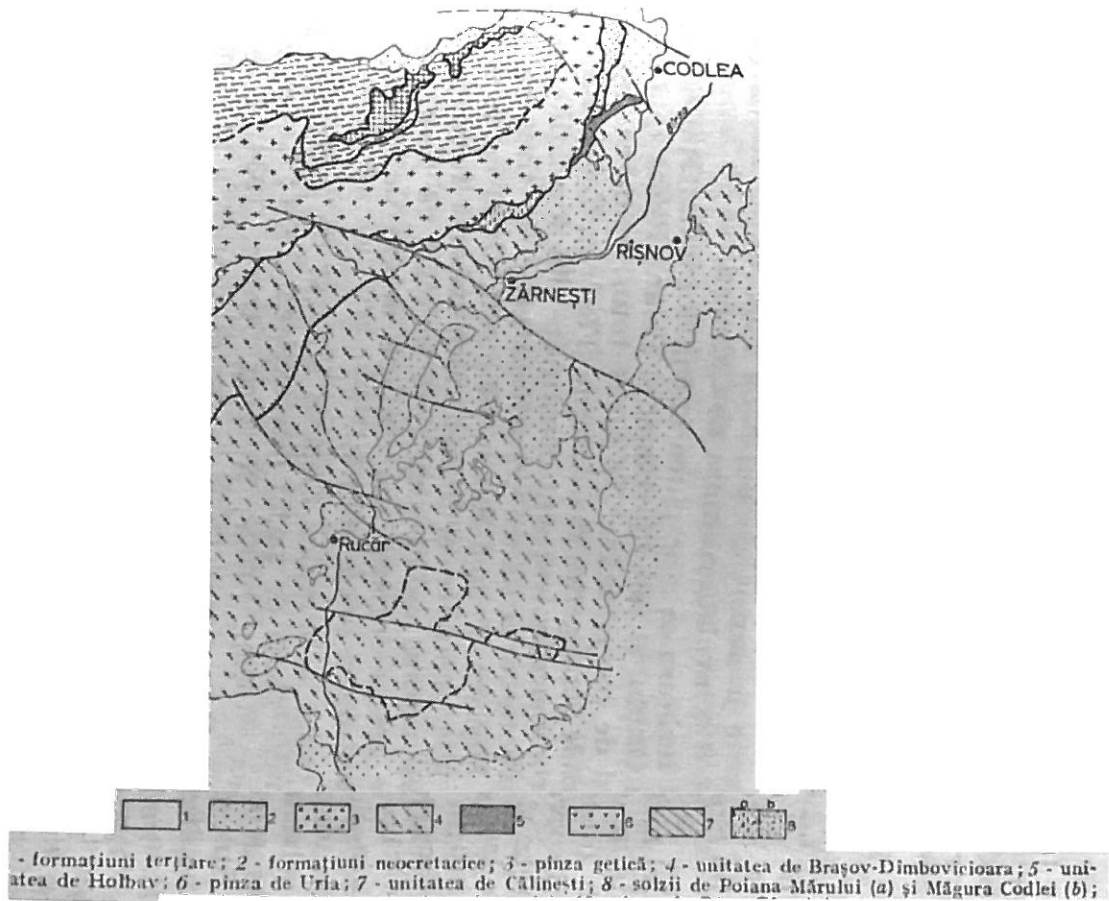 CODLEA
RÎȘNOV
ZĂRNEȘTI
Rucăr
a b
1 2 3 4 5 6 7 8
- formațiuni terțiare; 2 - formațiuni neocretacice; 3 - pînza getică; 4 - unitatea de Brașov-Dîmbovicioara; 5 - uni-
atea de Holbav; 6 - pînza de Uria; 7 - unitatea de Călinești; 8 - solzii de Poiana Mărului (a) și Măgura Codlei (b);